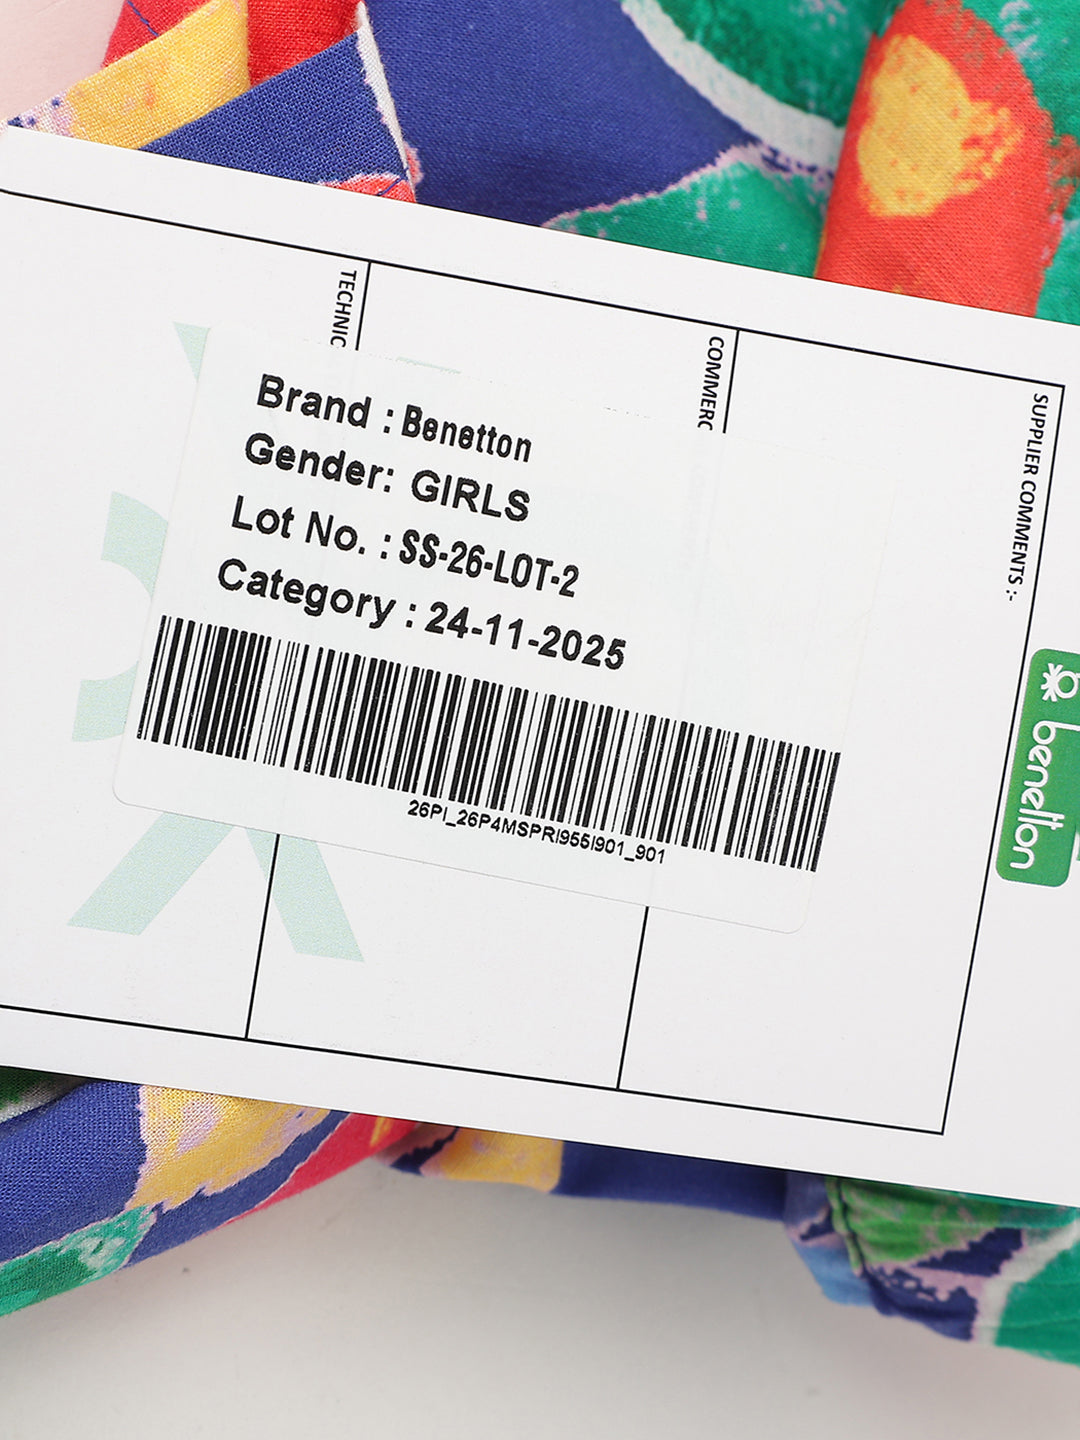 Brand : Benetton
Gender: GIRLS
Lot No. : SS-26-LOT-2
Category : 24-11-2025
26PI_26P4MSPRI955I901_901
TECHNIC
COMMERC
SUPPLIER COMMENTS :-
benetton